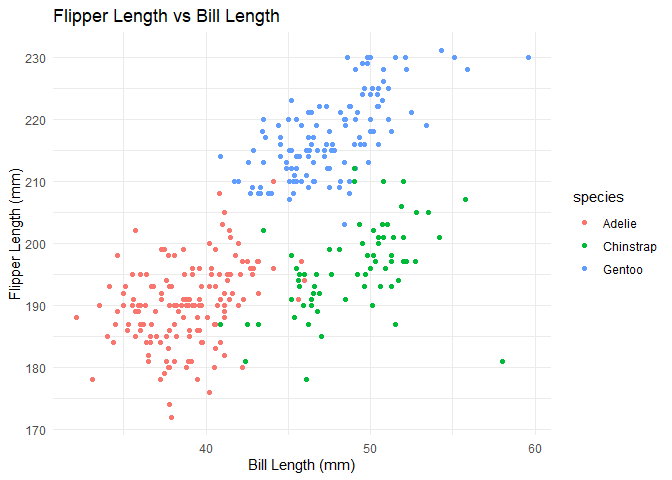 Flipper Length vs Bill Length
Flipper Length (mm)
230
220
210
200
190
180
170
40
50
60
Bill Length (mm)
species
Adelie
Chinstrap
Gentoo